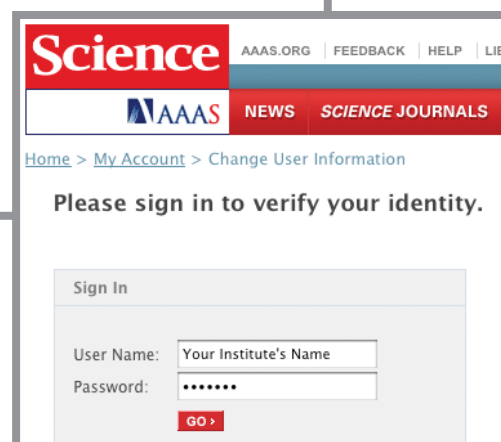 Science
AAAS.ORG FEEDBACK HELP
AAAS NEWS SCIENCE JOURNALS
Home > My Account > Change User Information
Please sign in to verify your identity.
Sign In
User Name: Your Institute's Name
Password: •••••••
GO ›